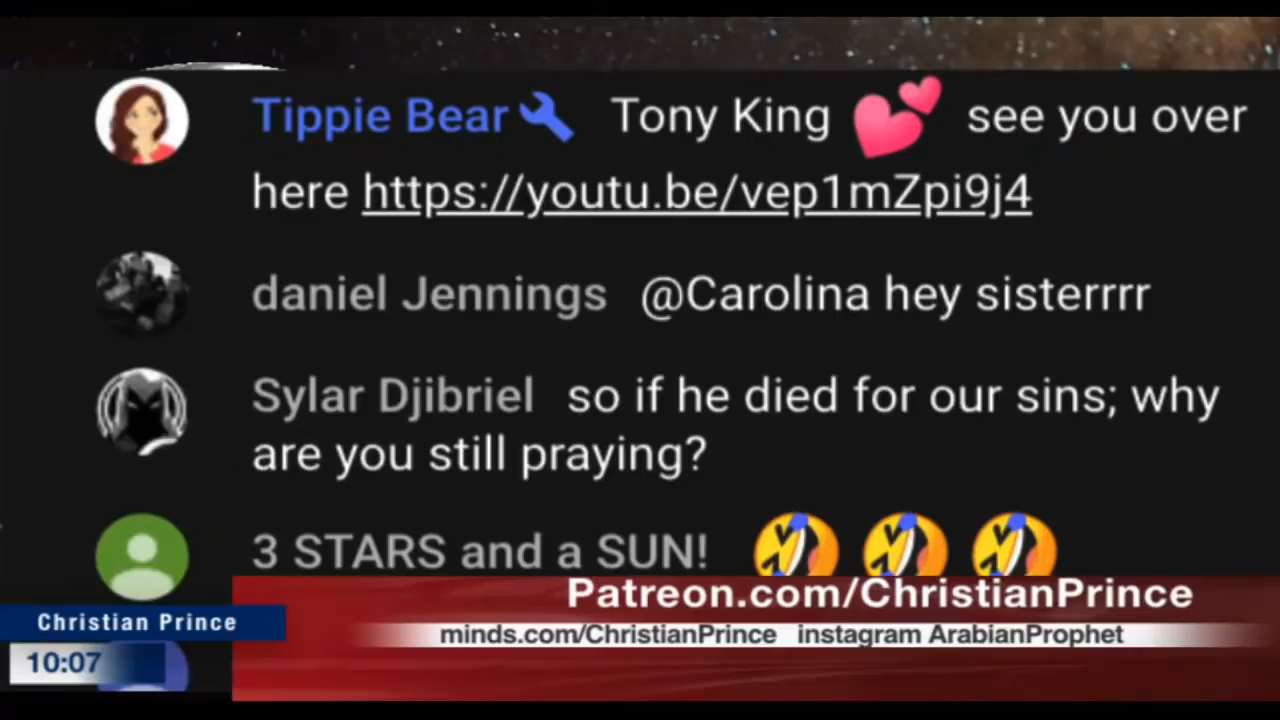 Tippie Bear Tony King 💕 see you over
here https://youtu.be/vep1mZpi9j4
daniel Jennings @Carolina hey sisterrrr
Sylar Djibriel so if he died for our sins; why
are you still praying?
3 STARS and a SUN! 🤣🤣🤣
Patreon.com/ChristianPrince
Christian Prince
minds.com/ChristianPrince instagram ArabianProphet
10:07